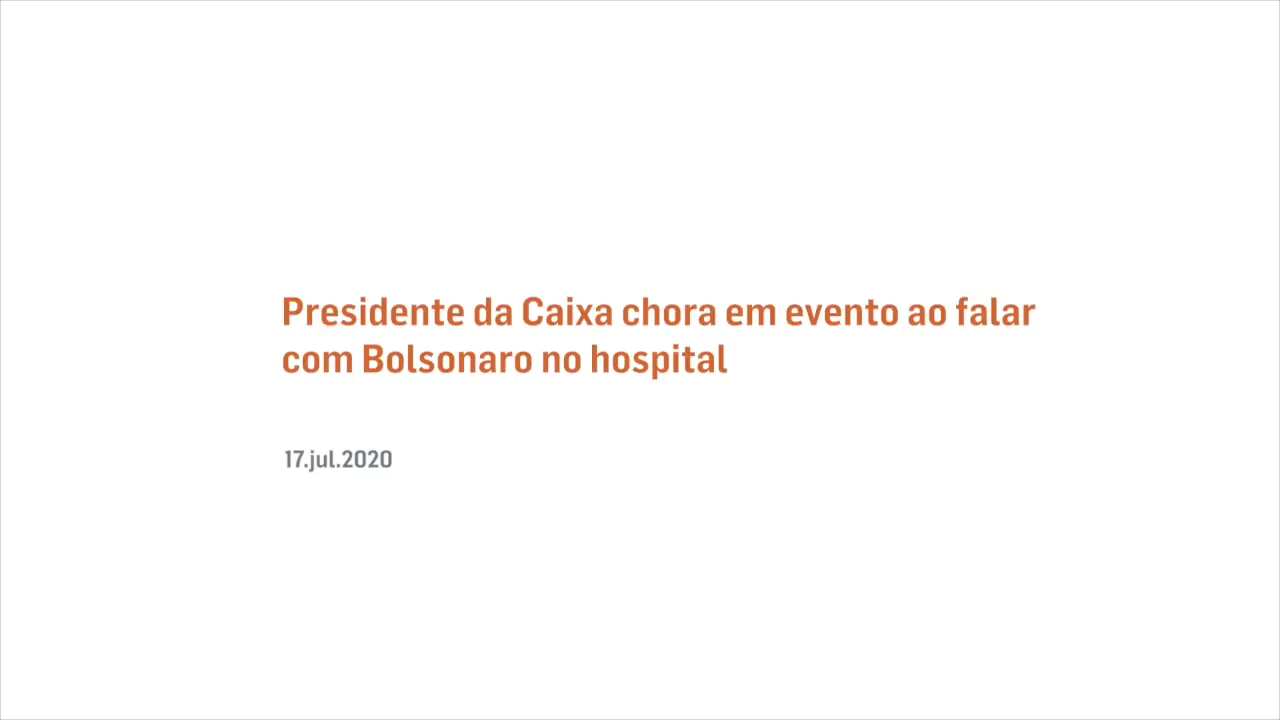 Presidente da Caixa chora em evento ao falar
com Bolsonaro no hospital
17.jul.2020